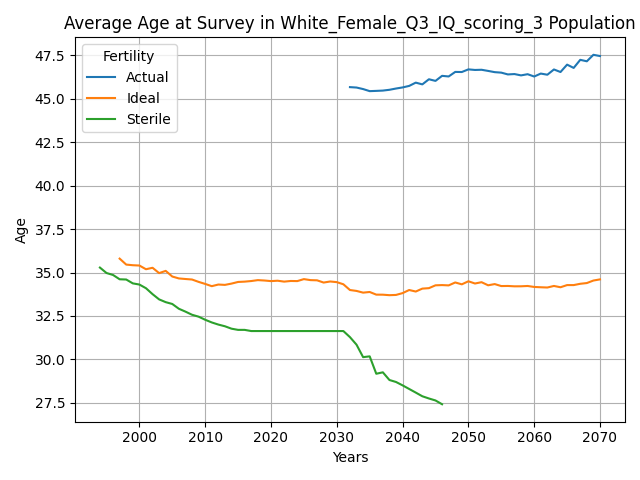 Average Age at Survey in White_Female_Q3_IQ_scoring_3 Population
Fertility
Actual
Ideal
Sterile
47.5
45.0
42.5
40.0
37.5
35.0
32.5
30.0
27.5
Age
2000 2010 2020 2030 2040 2050 2060 2070
Years